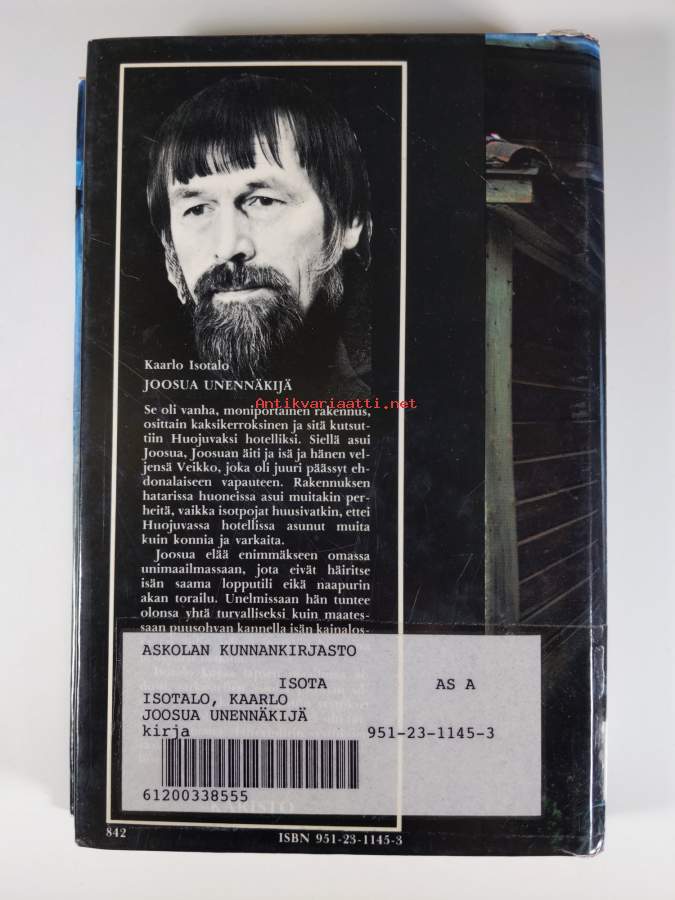 Kaarlo Isotalo
JOOSUA UNENNÄKIJÄ
Antikvariaatti.net
Se oli vanha, moniportainen rakennus,
osittain kaksikerroksinen ja sitä kutsut-
tiin Huojuvaksi hotelliksi. Siellä asui
Joosua, Joosuan äiti ja isä ja hänen vel-
jensä Veikko, joka oli juuri päässyt eh-
donalaiseen vapauteen. Rakennuksen
hatarissa huoneissa asui muitakin per-
heitä, vaikka isotpojat huusivatkin, ettei
Huojuvassa hotellissa asunut muita
kuin konnia ja varkaita.
Joosua elää enimmäkseen omassa
unimaailmassaan, jota eivät häiritse
isän saama lopputili eikä naapurin
akan torailu. Unelmissaan hän tuntee
olonsa yhtä turvalliseksi kuin maates-
saan puusohvan kannella isän kainalos-
ASKOLAN KUNNANKIRJASTO
ISOTA AS A
ISOTALO, KAARLO
JOOSUA UNENNÄKIJÄ
kirja 951-23-1145-3
61200338555
KARISTO
842 ISBN 951-23-1145-3